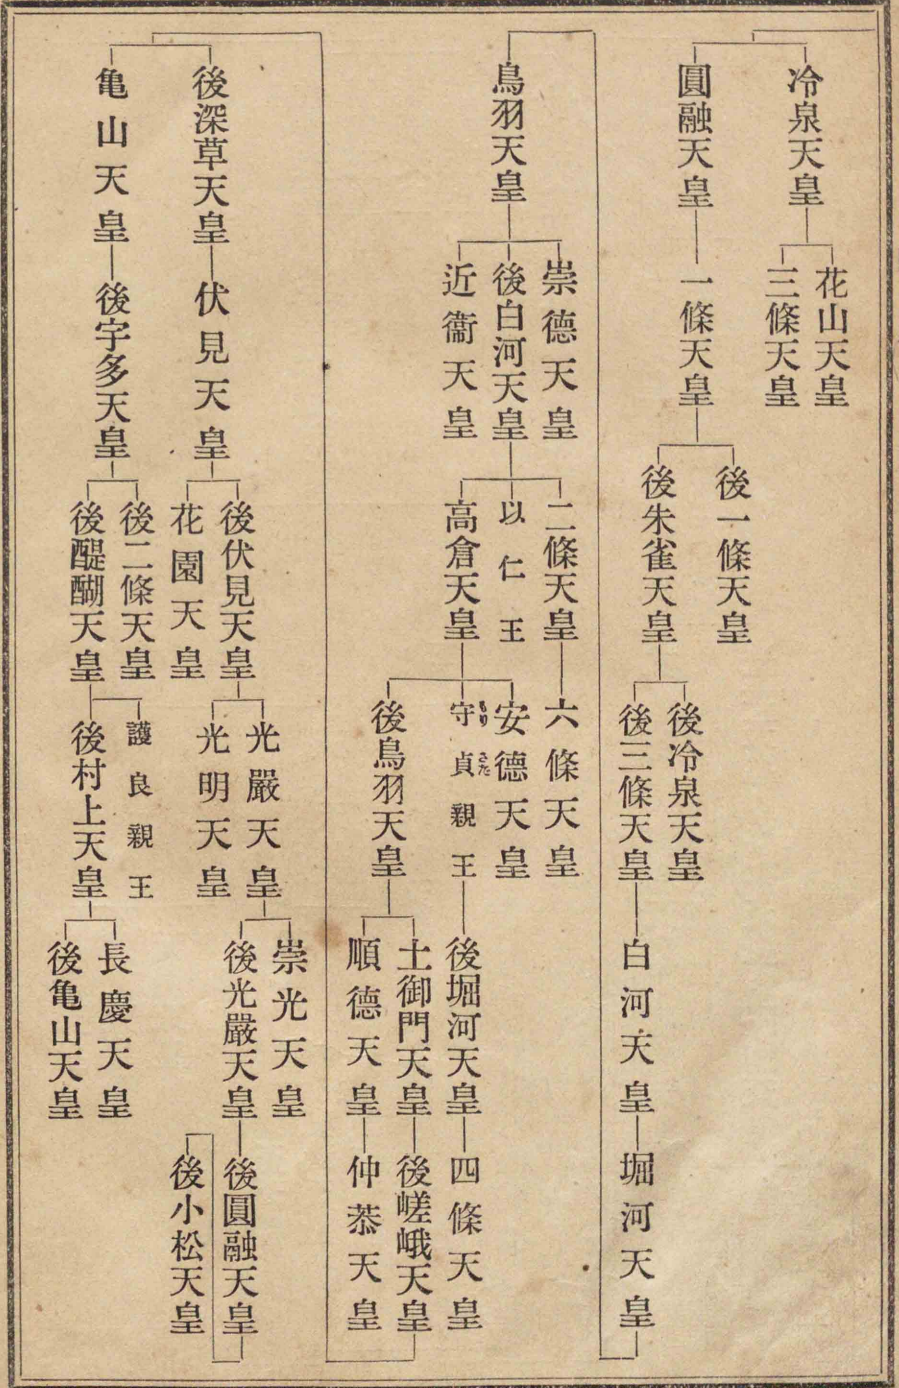 冷泉天皇
花山天皇
三條天皇
圓融天皇
一條天皇
後一條天皇
後朱雀天皇
後冷泉天皇
後三條天皇
白河天皇
堀河天皇
鳥羽天皇
崇德天皇
後白河天皇
近衞天皇
二條天皇
六條天皇
以仁王
高倉天皇
安德天皇
守貞親王
もり さだ
後堀河天皇
四條天皇
後鳥羽天皇
土御門天皇
後嵯峨天皇
順德天皇
仲恭天皇
後深草天皇
伏見天皇
後伏見天皇
花園天皇
光嚴天皇
光明天皇
崇光天皇
後光嚴天皇
後圓融天皇
後小松天皇
亀山天皇
後宇多天皇
後二條天皇
後醍醐天皇
護良親王
後村上天皇
長慶天皇
後亀山天皇